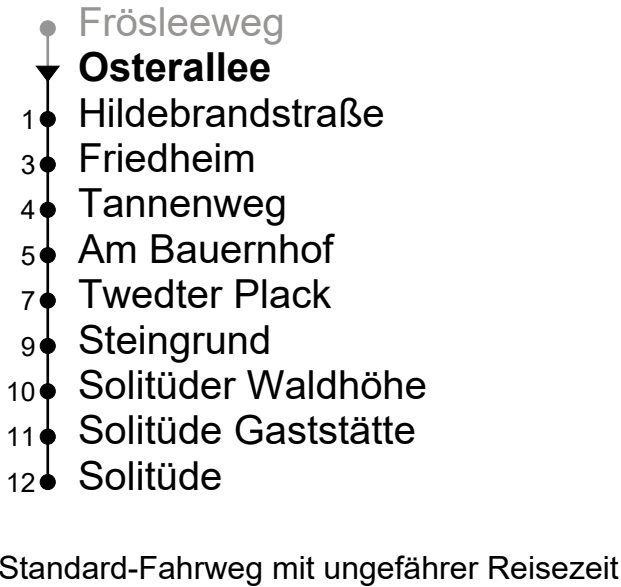 Frösleeweg
Osterallee
1 Hildebrandstraße
3 Friedheim
4 Tannenweg
5 Am Bauernhof
7 Twedter Plack
9 Steingrund
10 Solitüder Waldhöhe
11 Solitüde Gaststätte
12 Solitüde
Standard-Fahrweg mit ungefährer Reisezeit